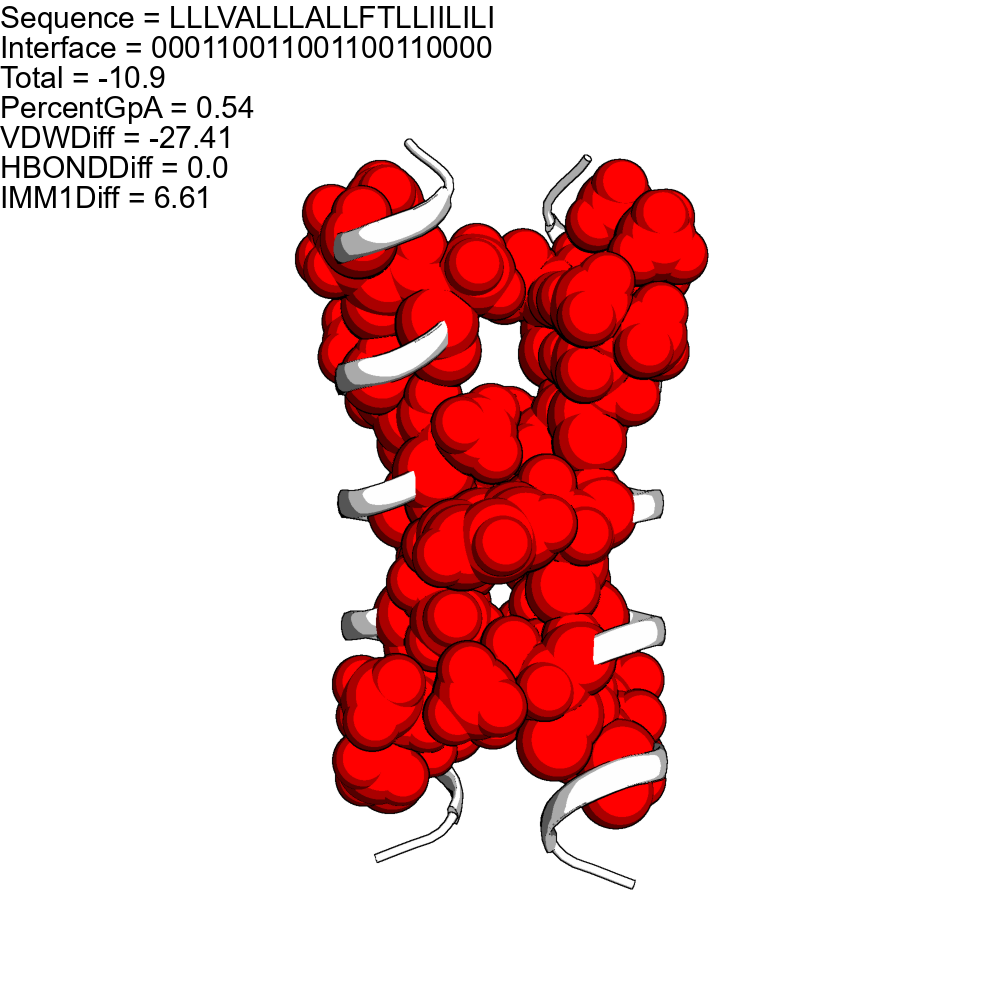 Sequence = LLLVALLLALLFTLLIILILI
Interface = 000110011001100110000
Total = -10.9
PercentGpA = 0.54
VDWDiff = -27.41
HBONDDiff = 0.0
IMM1Diff = 6.61